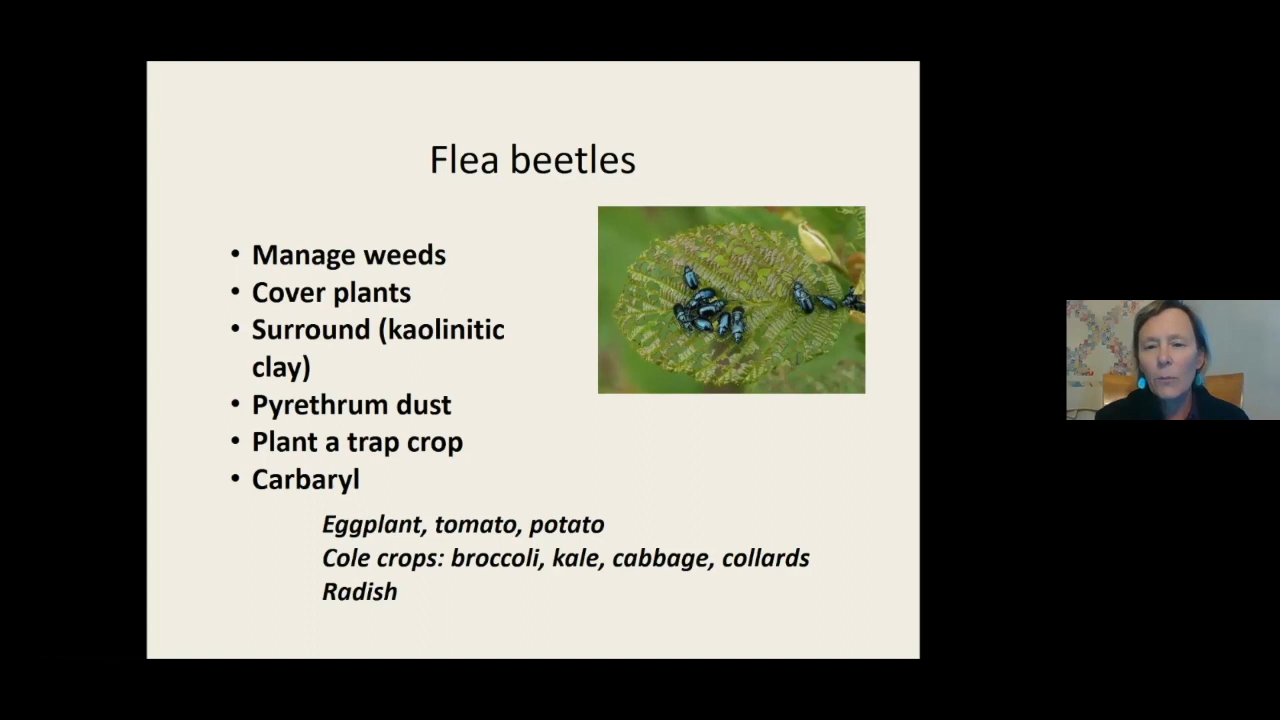 Flea beetles
• Manage weeds
• Cover plants
• Surround (kaolinitic
clay)
• Pyrethrum dust
• Plant a trap crop
• Carbaryl
Eggplant, tomato, potato
Cole crops: broccoli, kale, cabbage, collards
Radish